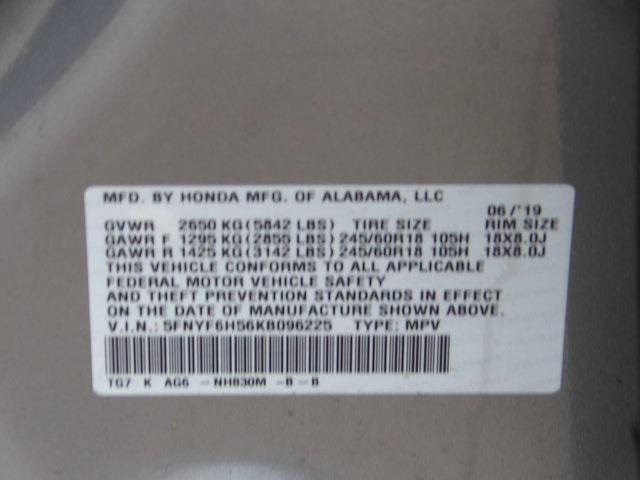 MFD. BY HONDA MFG. OF ALABAMA, LLC
06/'19
GVWR 2650 KG(5842 LBS) TIRE SIZE RIM SIZE
GAWR F 1295 KG(2855 LBS)245/60R18 105H 18X8.0J
GAWR R 1425 KG(3142 LBS)245/60R18 105H 18X8.0J
THIS VEHICLE CONFORMS TO ALL APPLICABLE
FEDERAL MOTOR VEHICLE SAFETY
AND THEFT PREVENTION STANDARDS IN EFFECT
ON THE DATE OF MANUFACTURE SHOWN ABOVE.
V.I.N.: 5FNYF6H56KB096225 TYPE: MPV
TG7 K AG6 -NH830M -B-B